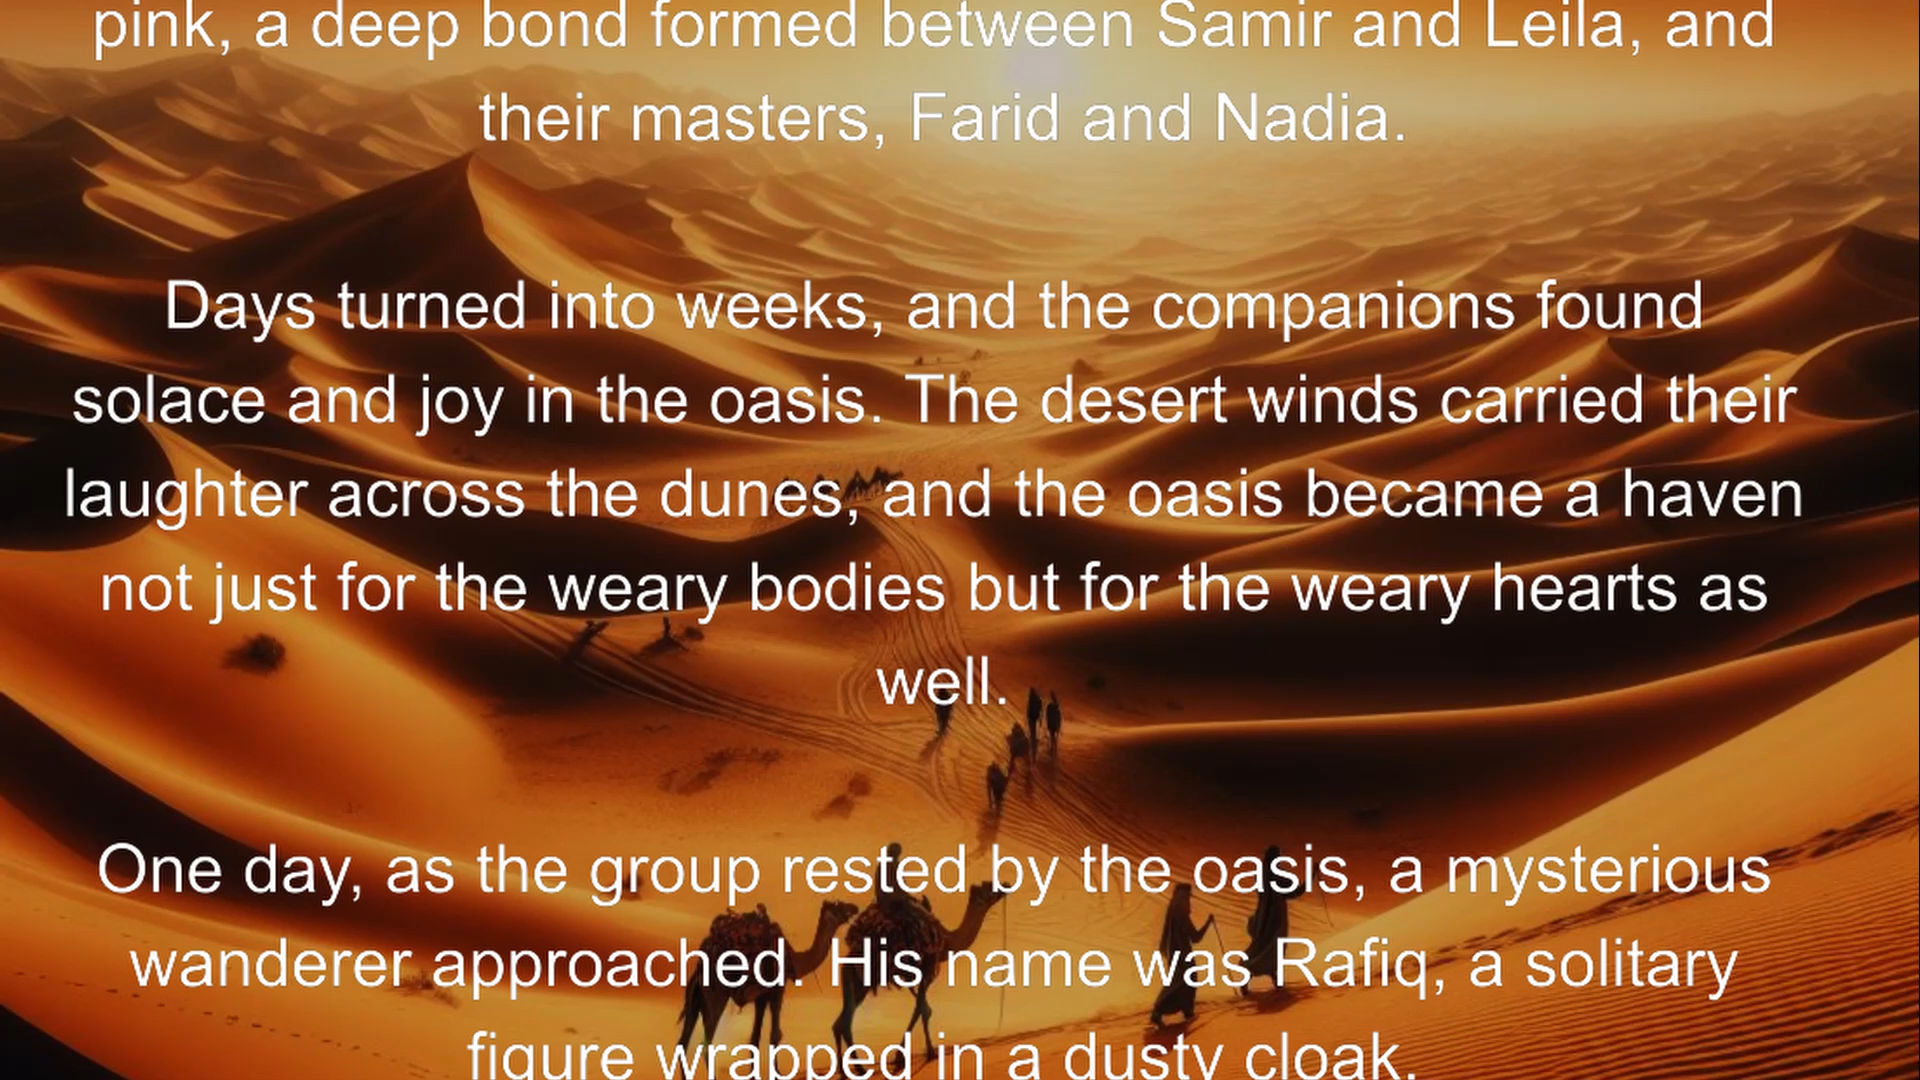 pink, a deep bond formed between Samir and Leila, and
their masters, Farid and Nadia.
Days turned into weeks, and the companions found
solace and joy in the oasis. The desert winds carried their
laughter across the dunes, and the oasis became a haven
not just for the weary bodies but for the weary hearts as
well.
One day, as the group rested by the oasis, a mysterious
wanderer approached. His name was Rafiq, a solitary
figure wrapped in a dusty cloak.